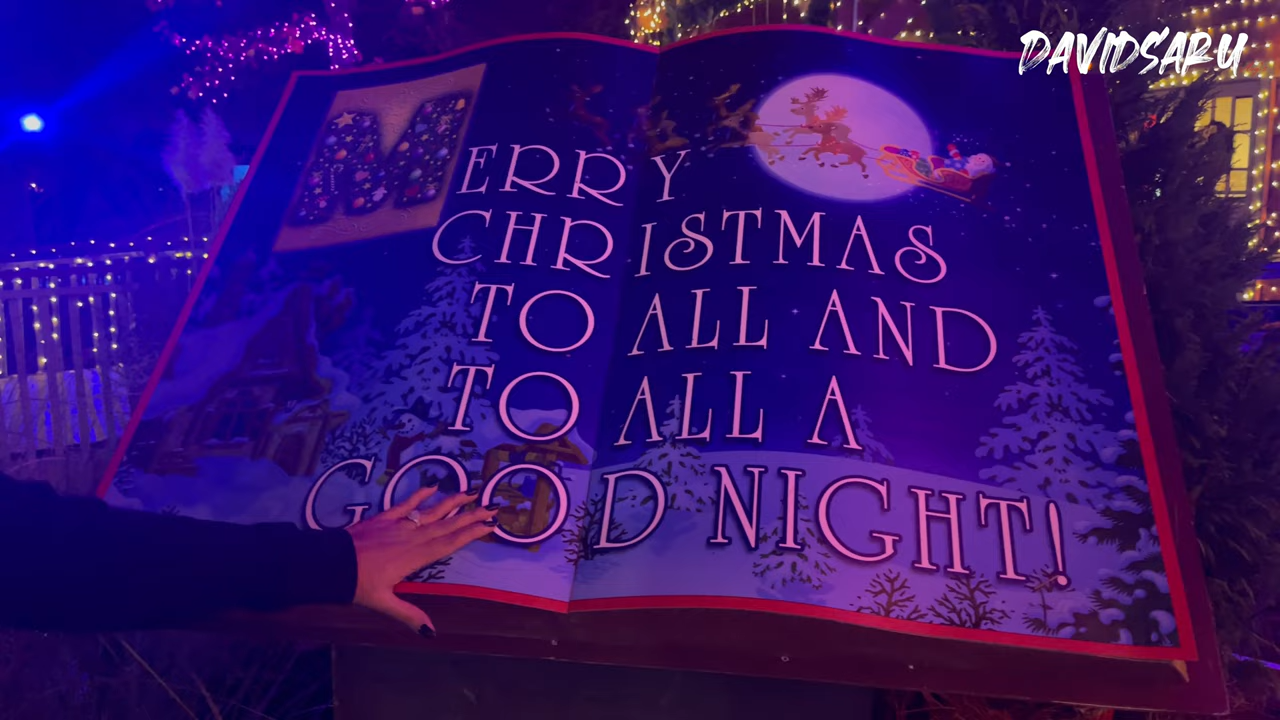 DAVIDSARU
MERRY
CHRISTMAS
TO ALL AND
TO ALL A
GOOD NIGHT!